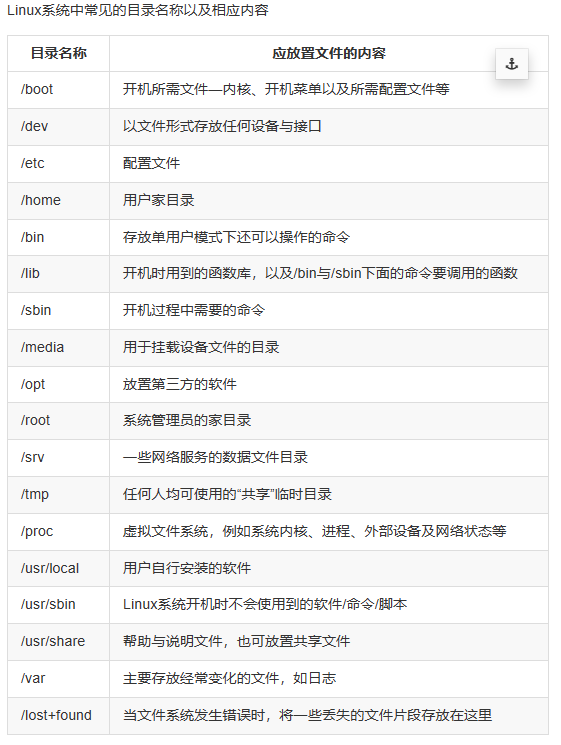 Linux系统中常见的目录名称以及相应内容
目录名称 应放置文件的内容
/boot 开机所需文件—内核、开机菜单以及所需配置文件等
/dev 以文件形式存放任何设备与接口
/etc 配置文件
/home 用户家目录
/bin 存放单用户模式下还可以操作的命令
/lib 开机时用到的函数库，以及/bin与/sbin下面的命令要调用的函数
/sbin 开机过程中需要的命令
/media 用于挂载设备文件的目录
/opt 放置第三方的软件
/root 系统管理员的家目录
/srv 一些网络服务的数据文件目录
/tmp 任何人均可使用的“共享”临时目录
/proc 虚拟文件系统，例如系统内核、进程、外部设备及网络状态等
/usr/local 用户自行安装的软件
/usr/sbin Linux系统开机时不会使用到的软件/命令/脚本
/usr/share 帮助与说明文件，也可放置共享文件
/var 主要存放经常变化的文件，如日志
/lost+found 当文件系统发生错误时，将一些丢失的文件片段存放在这里